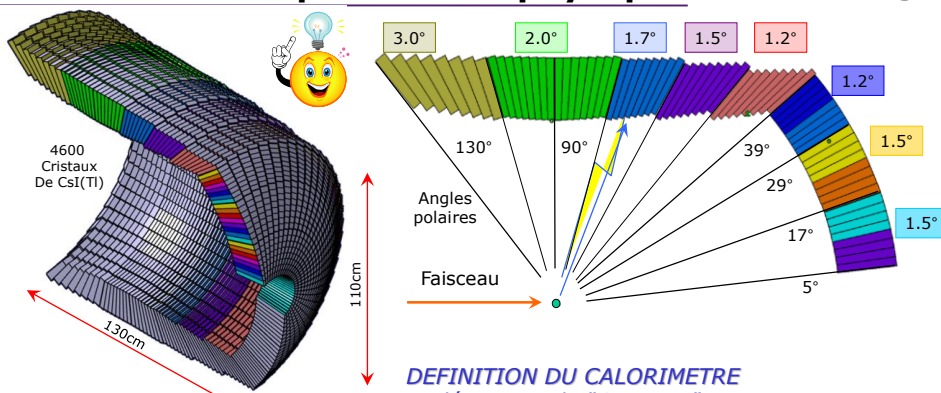 3.0°
2.0°
1.7°
1.5°
1.2°
1.2°
1.5°
1.5°
4600
Cristaux
De CsI(Tl)
130°
90°
39°
29°
17°
5°
Angles
polaires
Faisceau
110cm
130cm
DEFINITION DU CALORIMETRE